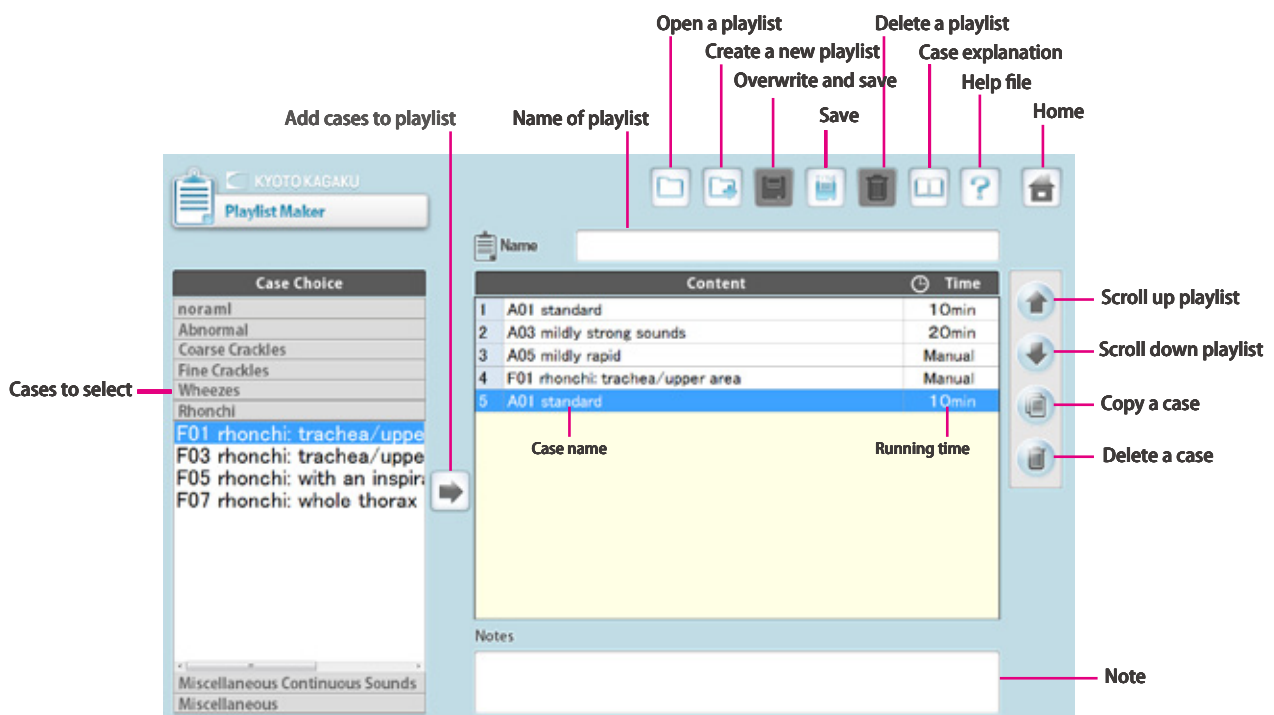 Open a playlist
Delete a playlist
Create a new playlist
Case explanation
Overwrite and save
Help file
Add cases to playlist
Name of playlist
Save
Home
KYOTO KAGAKU
Playlist Maker
?
Name
Case Choice
Content
Time
noraml
Abnormal
Coarse Crackles
Fine Crackles
Wheezes
Rhonchi
F01 rhonchi: trachea/uppe
F03 rhonchi: trachea/uppe
F05 rhonchi: with an inspir
F07 rhonchi: whole thorax
Miscellaneous Continuous Sounds
Miscellaneous
Cases to select
1 A01 standard 10min
2 A03 mildly strong sounds 20min
3 A05 mildly rapid Manual
4 F01 rhonchi: trachea/upper area Manual
5 A01 standard 10min
Case name
Running time
Scroll up playlist
Scroll down playlist
Copy a case
Delete a case
Notes
Note